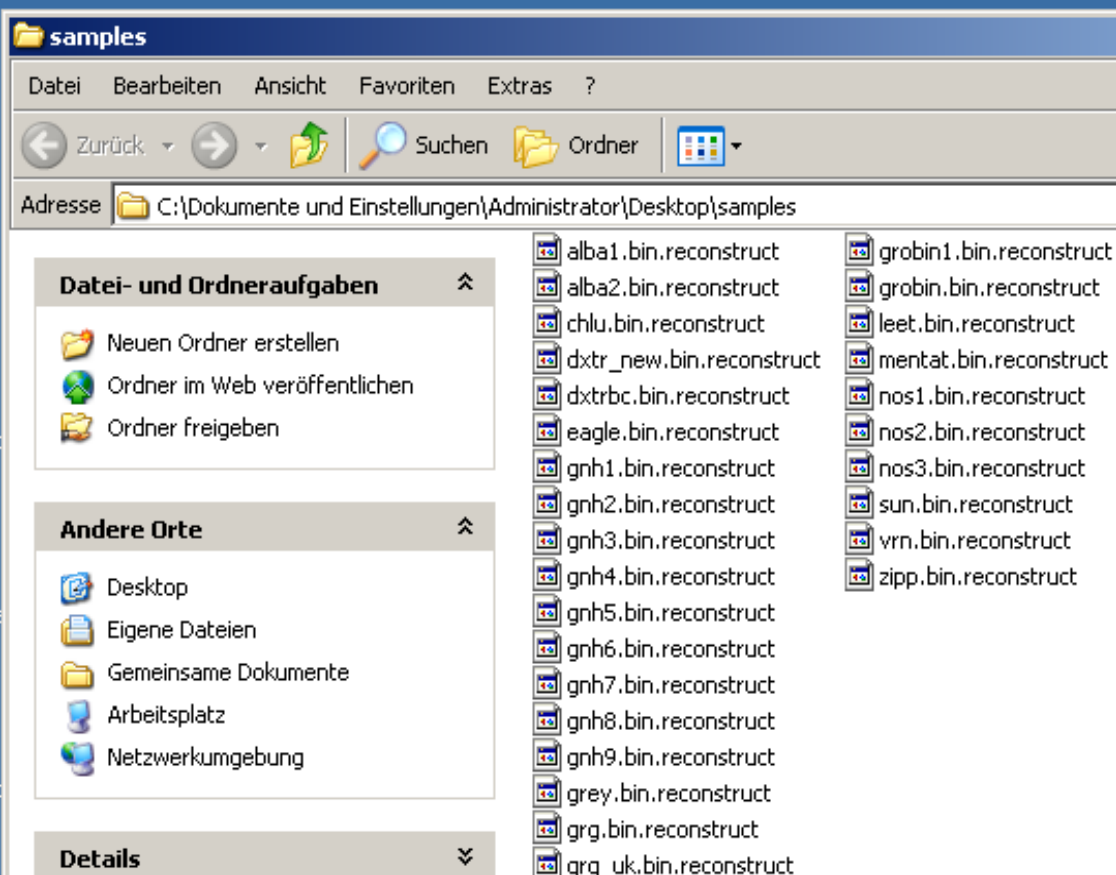 samples
Datei Bearbeiten Ansicht Favoriten Extras ?
Zurück Suchen Ordner
Adresse C:\Dokumente und Einstellungen\Administrator\Desktop\samples
Datei- und Ordneraufgaben
Neuen Ordner erstellen
Ordner im Web veröffentlichen
Ordner freigeben
Andere Orte
Desktop
Eigene Dateien
Gemeinsame Dokumente
Arbeitsplatz
Netzwerkumgebung
Details
alba1.bin.reconstruct
alba2.bin.reconstruct
chlu.bin.reconstruct
dxtr_new.bin.reconstruct
dxtrbc.bin.reconstruct
eagle.bin.reconstruct
gnh1.bin.reconstruct
gnh2.bin.reconstruct
gnh3.bin.reconstruct
gnh4.bin.reconstruct
gnh5.bin.reconstruct
gnh6.bin.reconstruct
gnh7.bin.reconstruct
gnh8.bin.reconstruct
gnh9.bin.reconstruct
grey.bin.reconstruct
grg.bin.reconstruct
grg_uk.bin.reconstruct
grobin1.bin.reconstruct
grobin.bin.reconstruct
leet.bin.reconstruct
mentat.bin.reconstruct
nos1.bin.reconstruct
nos2.bin.reconstruct
nos3.bin.reconstruct
sun.bin.reconstruct
vrn.bin.reconstruct
zipp.bin.reconstruct